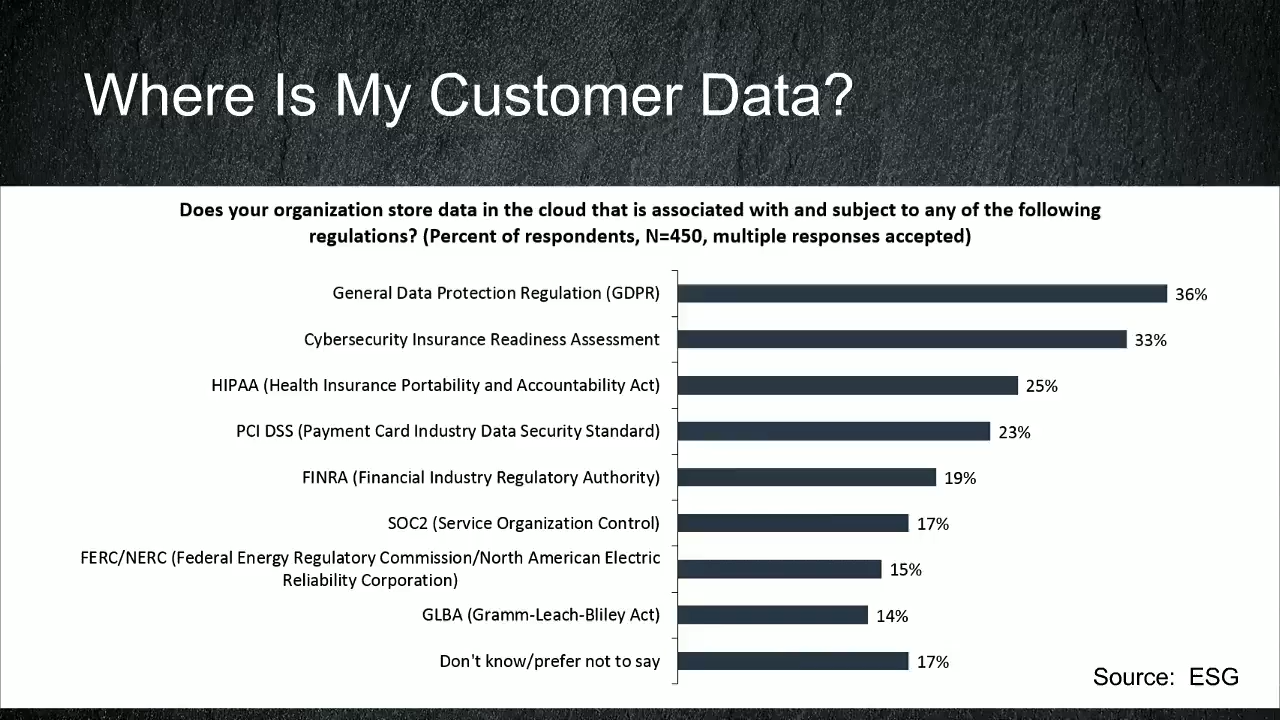 Where Is My Customer Data?
Does your organization store data in the cloud that is associated with and subject to any of the following
regulations? (Percent of respondents, N=450, multiple responses accepted)
General Data Protection Regulation (GDPR)
36%
Cybersecurity Insurance Readiness Assessment
33%
HIPAA (Health Insurance Portability and Accountability Act)
25%
PCI DSS (Payment Card Industry Data Security Standard)
23%
FINRA (Financial Industry Regulatory Authority)
19%
SOC2 (Service Organization Control)
17%
FERC/NERC (Federal Energy Regulatory Commission/North American Electric
Reliability Corporation)
15%
GLBA (Gramm-Leach-Bliley Act)
14%
Don't know/prefer not to say
17%
Source: ESG